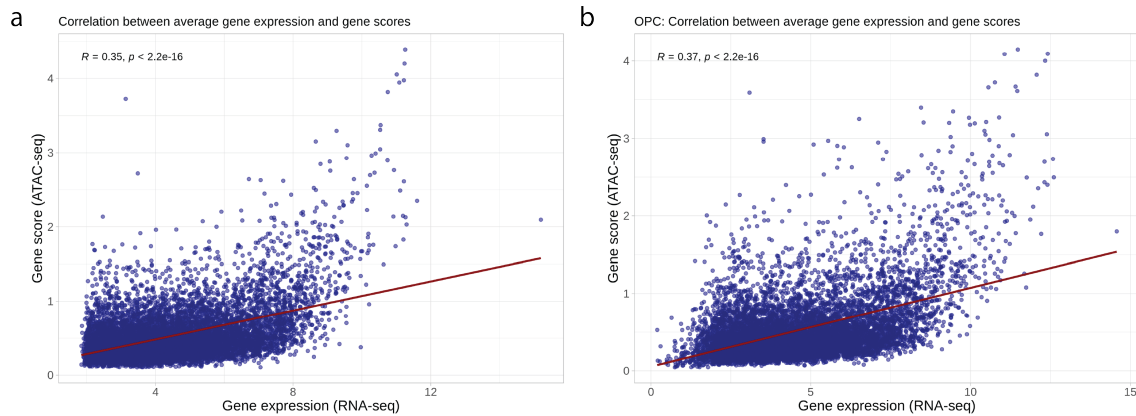 a
Correlation between average gene expression and gene scores
R = 0.35, p < 2.2e-16
4
3
2
1
0
Gene score (ATAC-seq)
4
8
12
Gene expression (RNA-seq)
b
OPC: Correlation between average gene expression and gene scores
R = 0.37, p < 2.2e-16
4
3
2
1
0
Gene score (ATAC-seq)
0
5
10
15
Gene expression (RNA-seq)